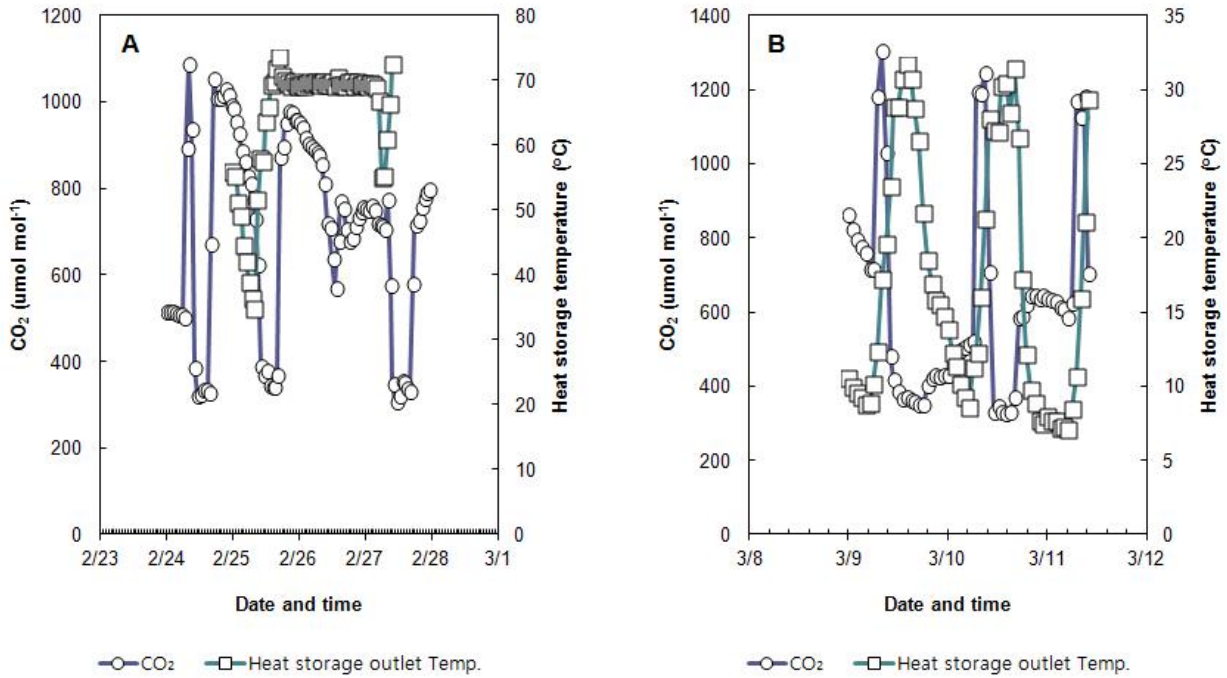 A
1200
1000
800
600
400
200
0
CO₂ (umol mol⁻¹)
80
70
60
50
40
30
20
10
0
Heat storage temperature (°C)
2/23 2/24 2/25 2/26 2/27 2/28 3/1
Date and time
CO₂ Heat storage outlet Temp.
B
1400
1200
1000
800
600
400
200
0
CO₂ (umol mol⁻¹)
35
30
25
20
15
10
5
0
Heat storage temperature (°C)
3/8 3/9 3/10 3/11 3/12
Date and time
CO₂ Heat storage outlet Temp.